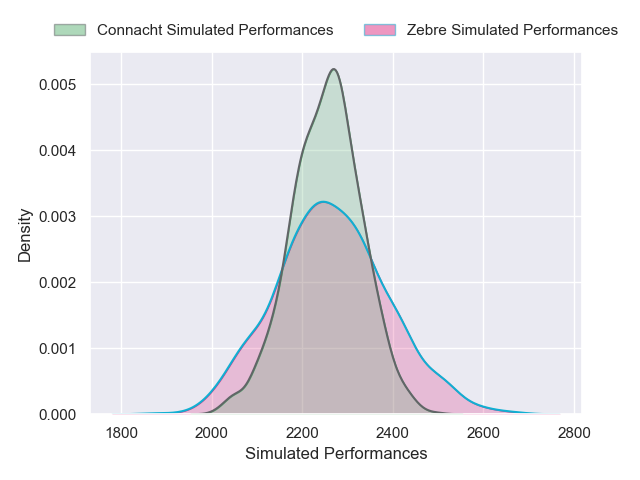 Connacht Simulated Performances
Zebre Simulated Performances
0.005
0.004
0.003
0.002
0.001
0.000
Density
1800 2000 2200 2400 2600 2800
Simulated Performances